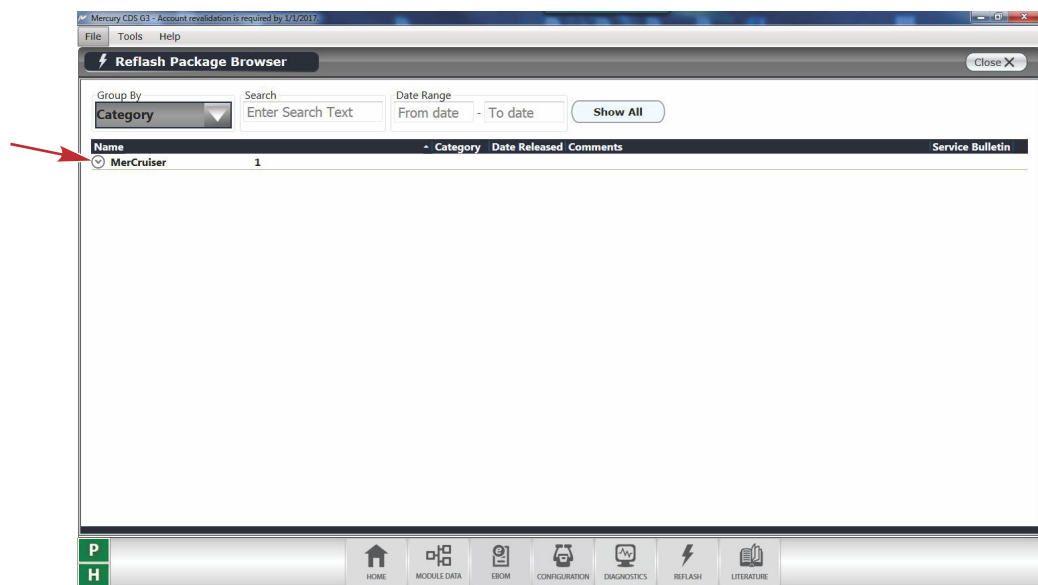 Mercury CDS G3 - Account revalidation is required by 1/1/2017.
File Tools Help
Reflash Package Browser Close X
Group By Search Date Range
Category Enter Search Text From date - To date Show All
Name Category Date Released Comments Service Bulletin
MerCruiser 1
P
H
HOME MODULE DATA EBOM CONFIGURATION DIAGNOSTICS REFLASH LITERATURE